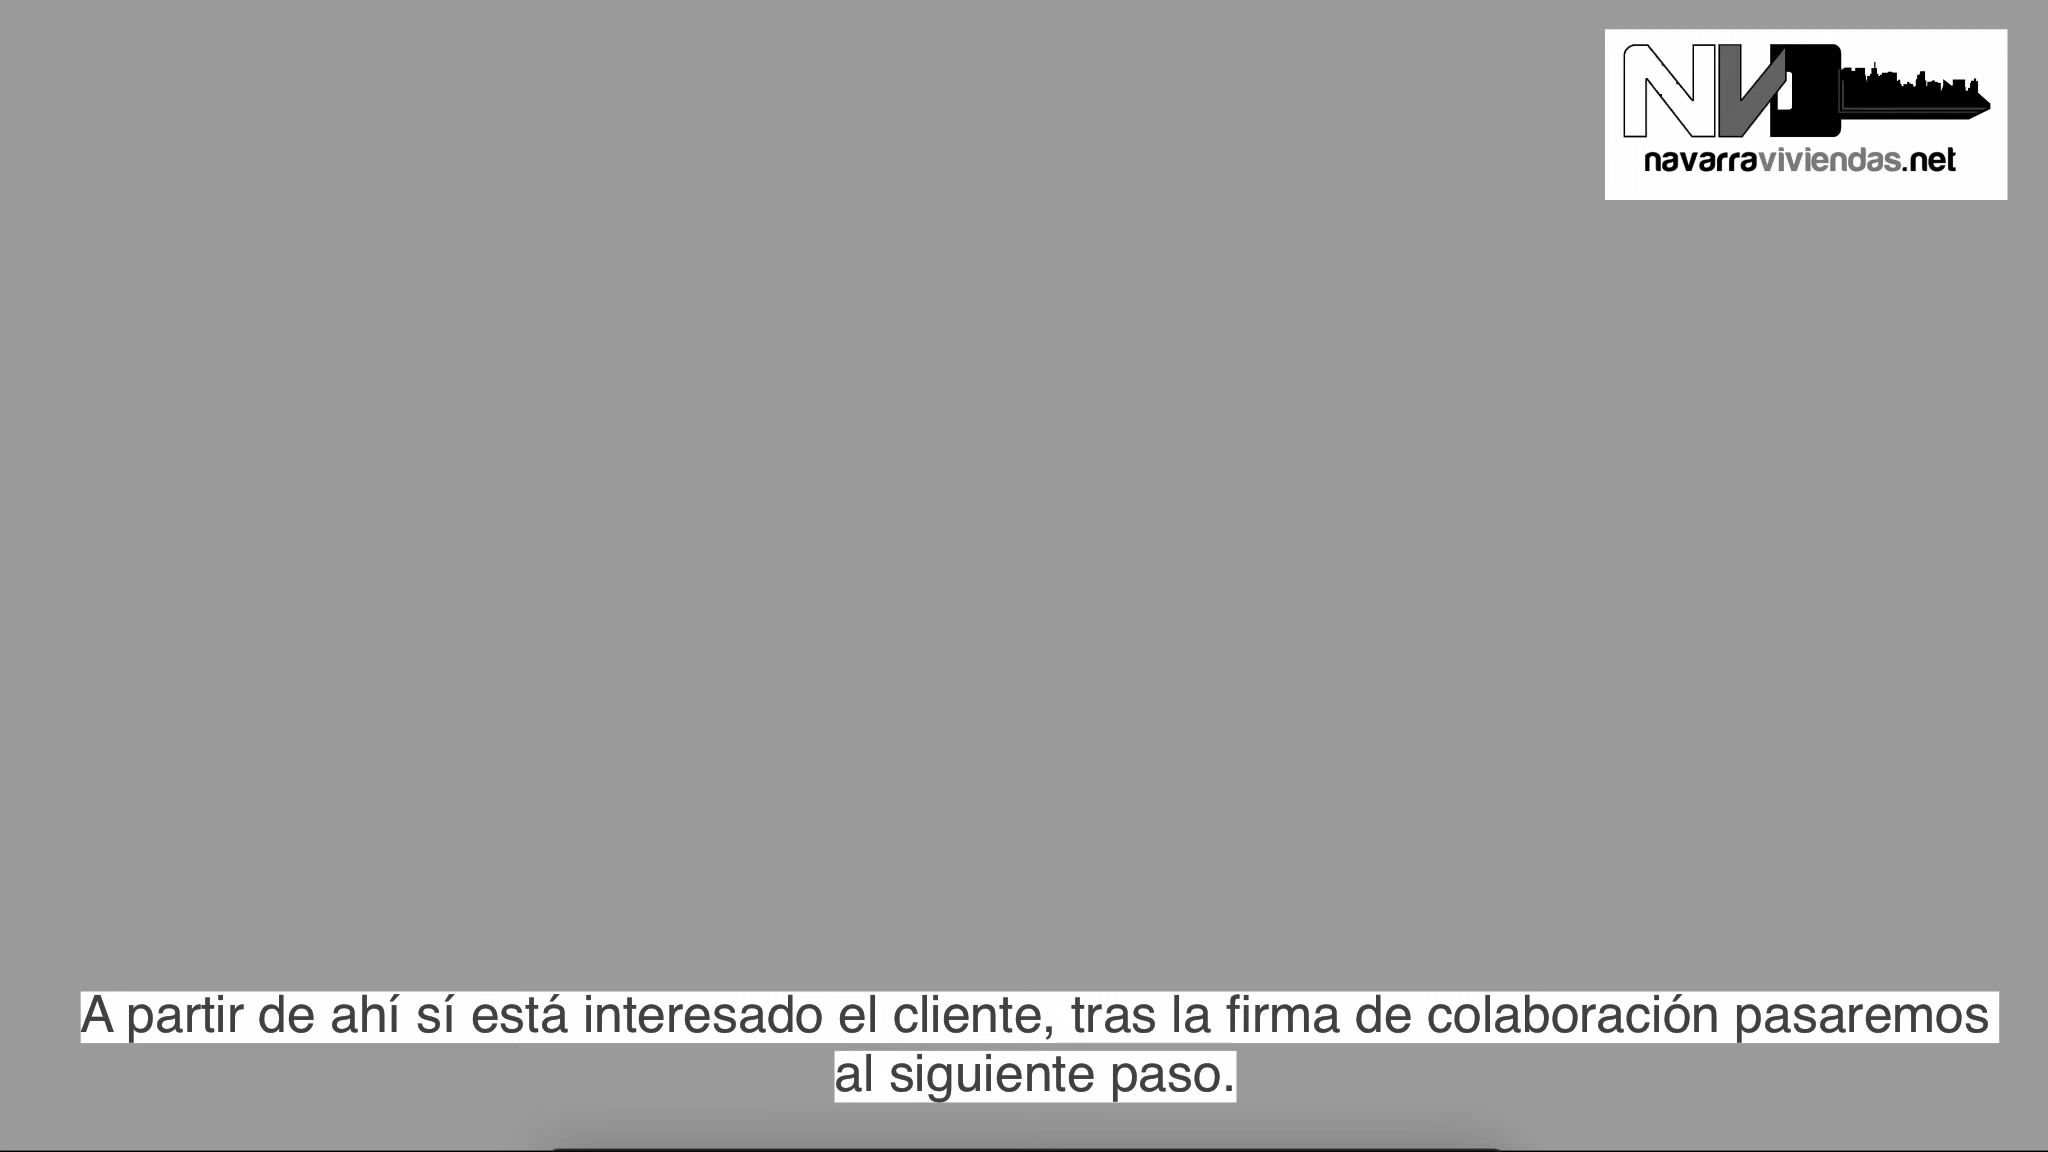 NV
navarraviviendas.net
A partir de ahí sí está interesado el cliente, tras la firma de colaboración pasaremos
al siguiente paso.